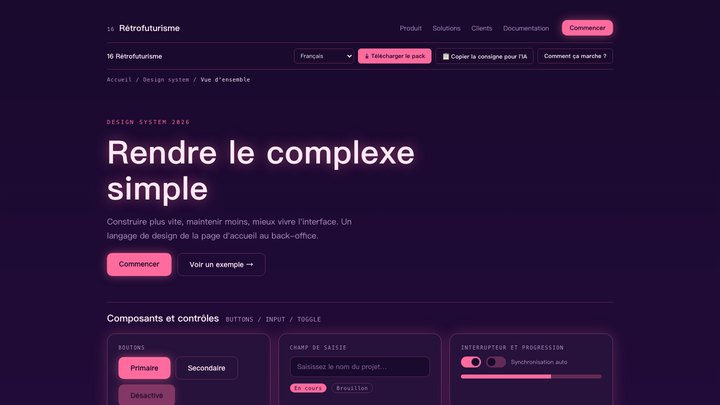 16 Rétrofuturisme
Produit Solutions Clients Documentation Commencer
16 Rétrofuturisme
Français Télécharger le pack Copier la consigne pour l'IA Comment ça marche ?
Accueil / Design system / Vue d'ensemble
DESIGN SYSTEM 2026
Rendre le complexe
simple
Construire plus vite, maintenir moins, mieux vivre l'interface. Un
langage de design de la page d'accueil au back-office.
Commencer Voir un exemple →
Composants et contrôles BUTTONS / INPUT / TOGGLE
BOUTONS
Primaire Secondaire
Désactivé
CHAMP DE SAISIE
Saisissez le nom du projet…
En cours Brouillon
INTERRUPTEUR ET PROGRESSION
Synchronisation auto